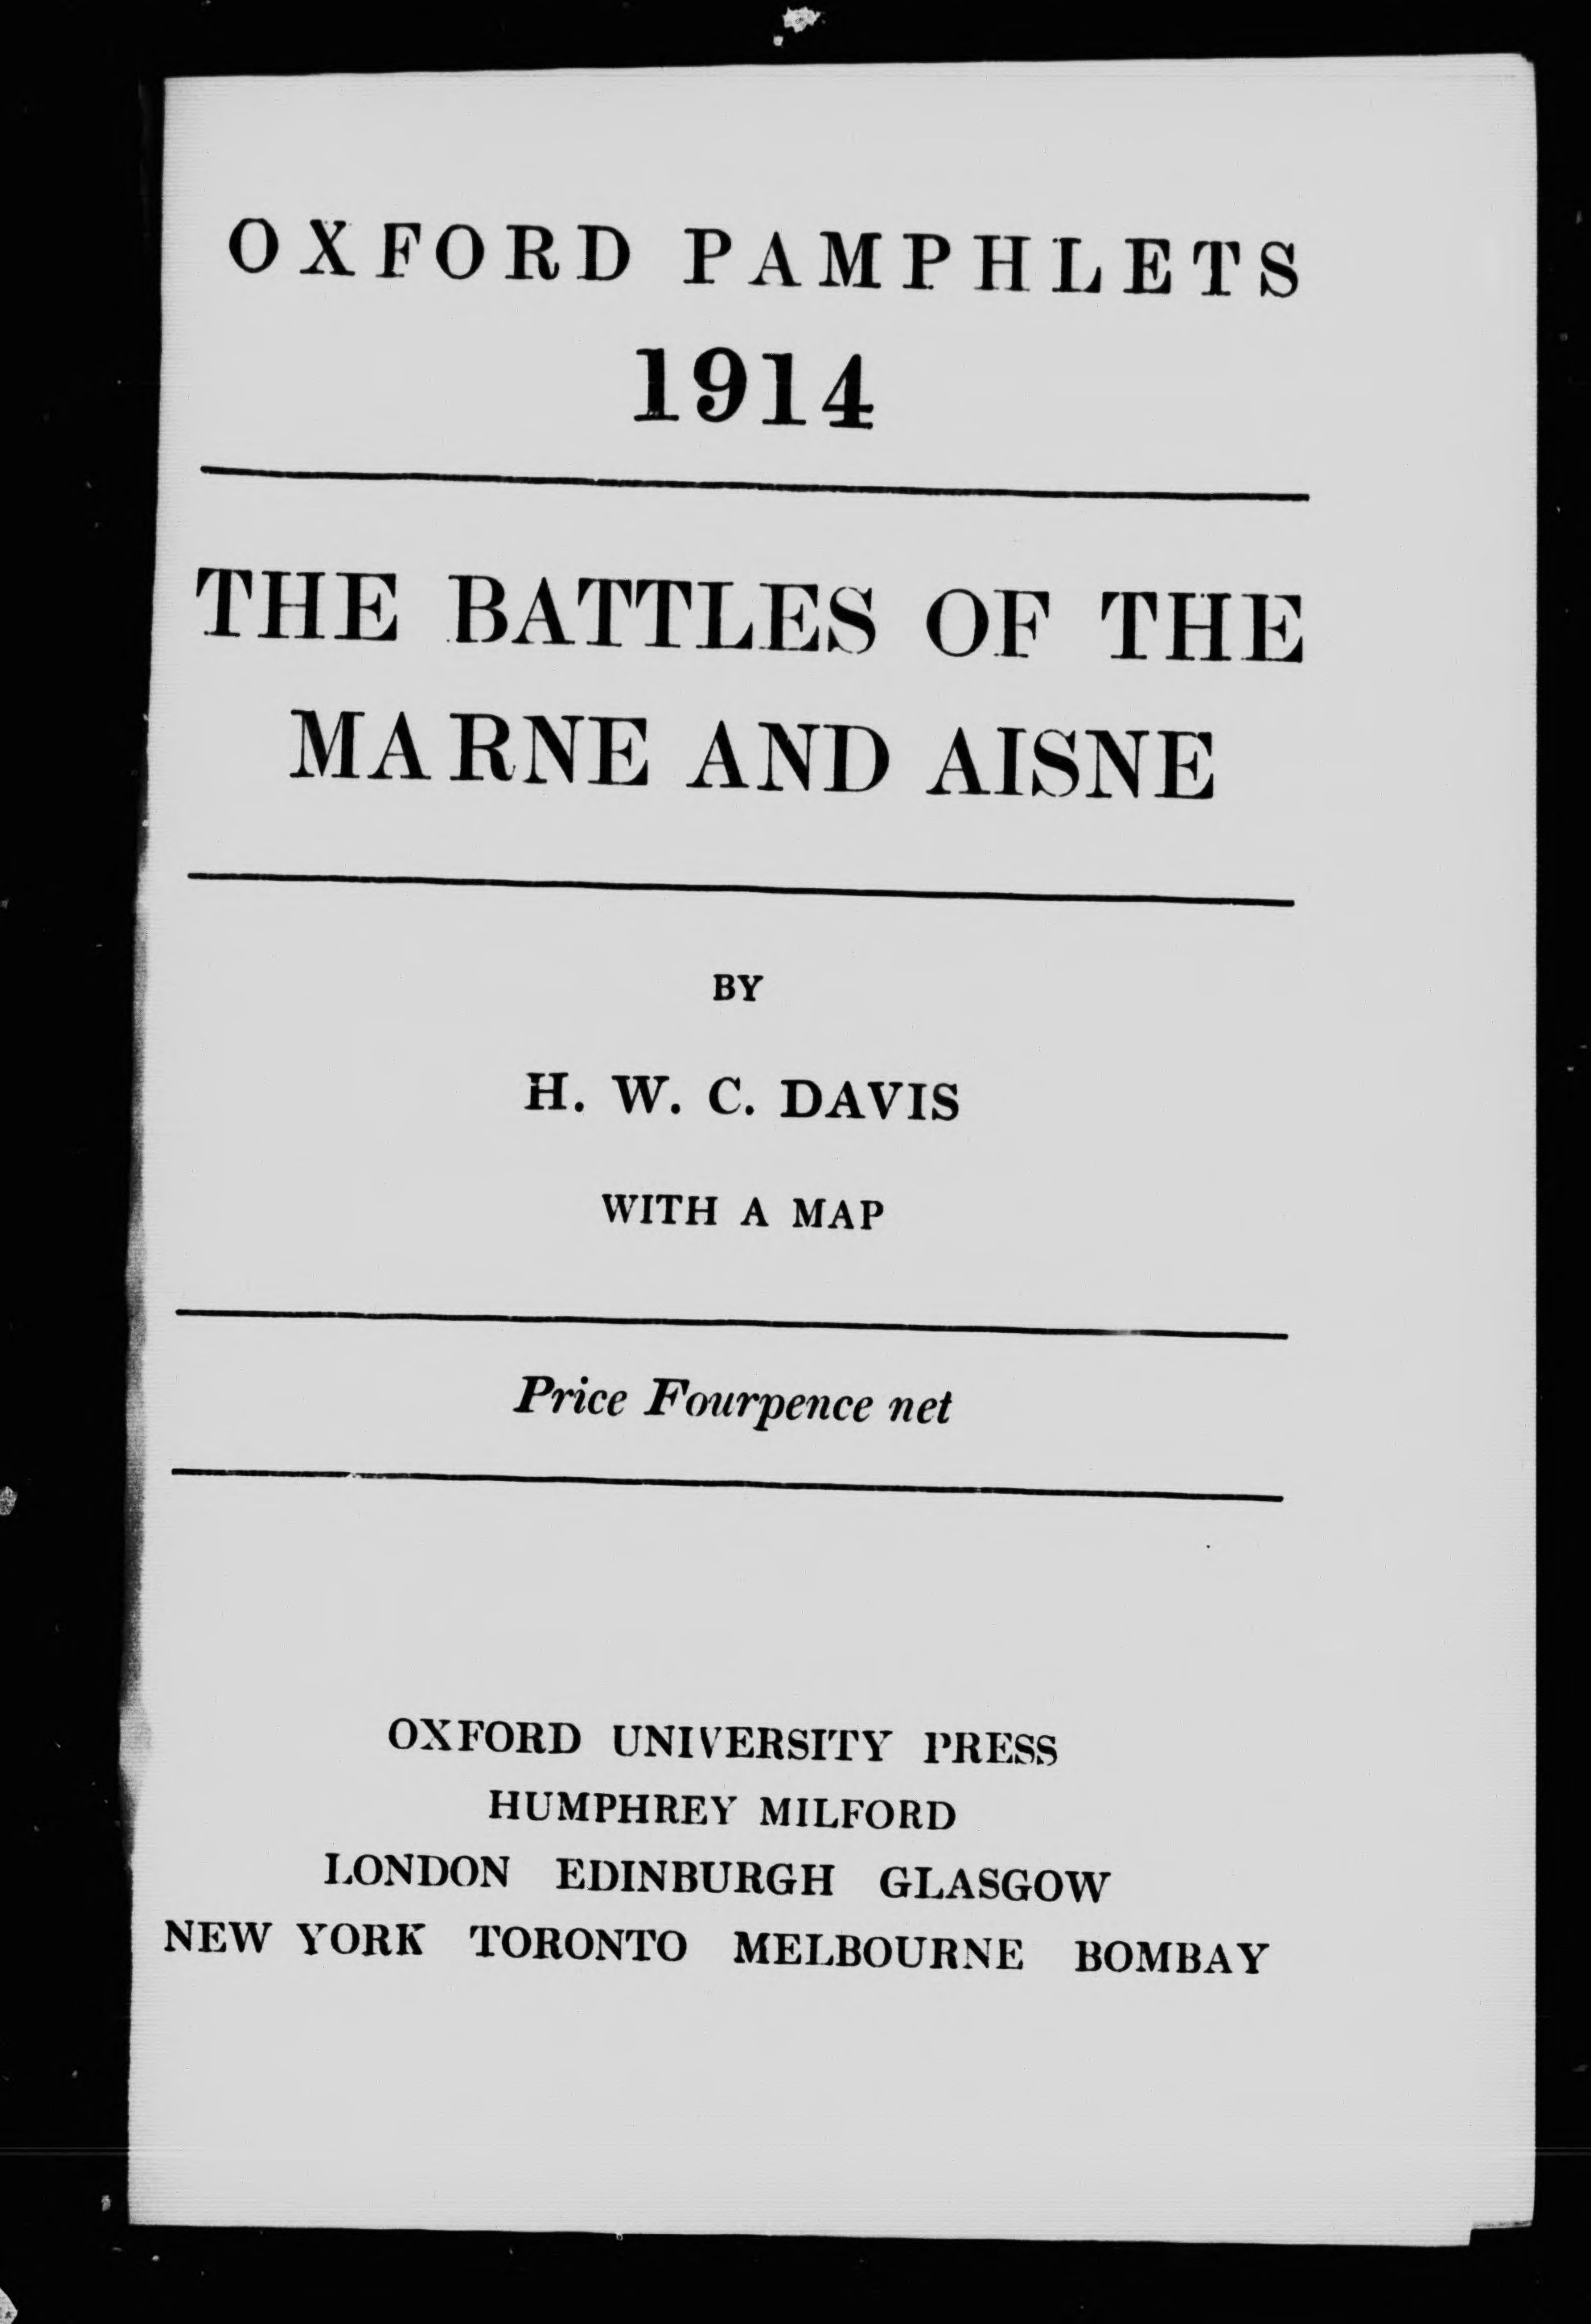 OXFORD PAMPHLETS
1914
THE BATTLES OF THE
MARNE AND AISNE
BY
H. W. C. DAVIS
WITH A MAP
Price Fourpence net
OXFORD UNIVERSITY PRESS
HUMPHREY MILFORD
LONDON EDINBURGH GLASGOW
NEW YORK TORONTO MELBOURNE BOMBAY